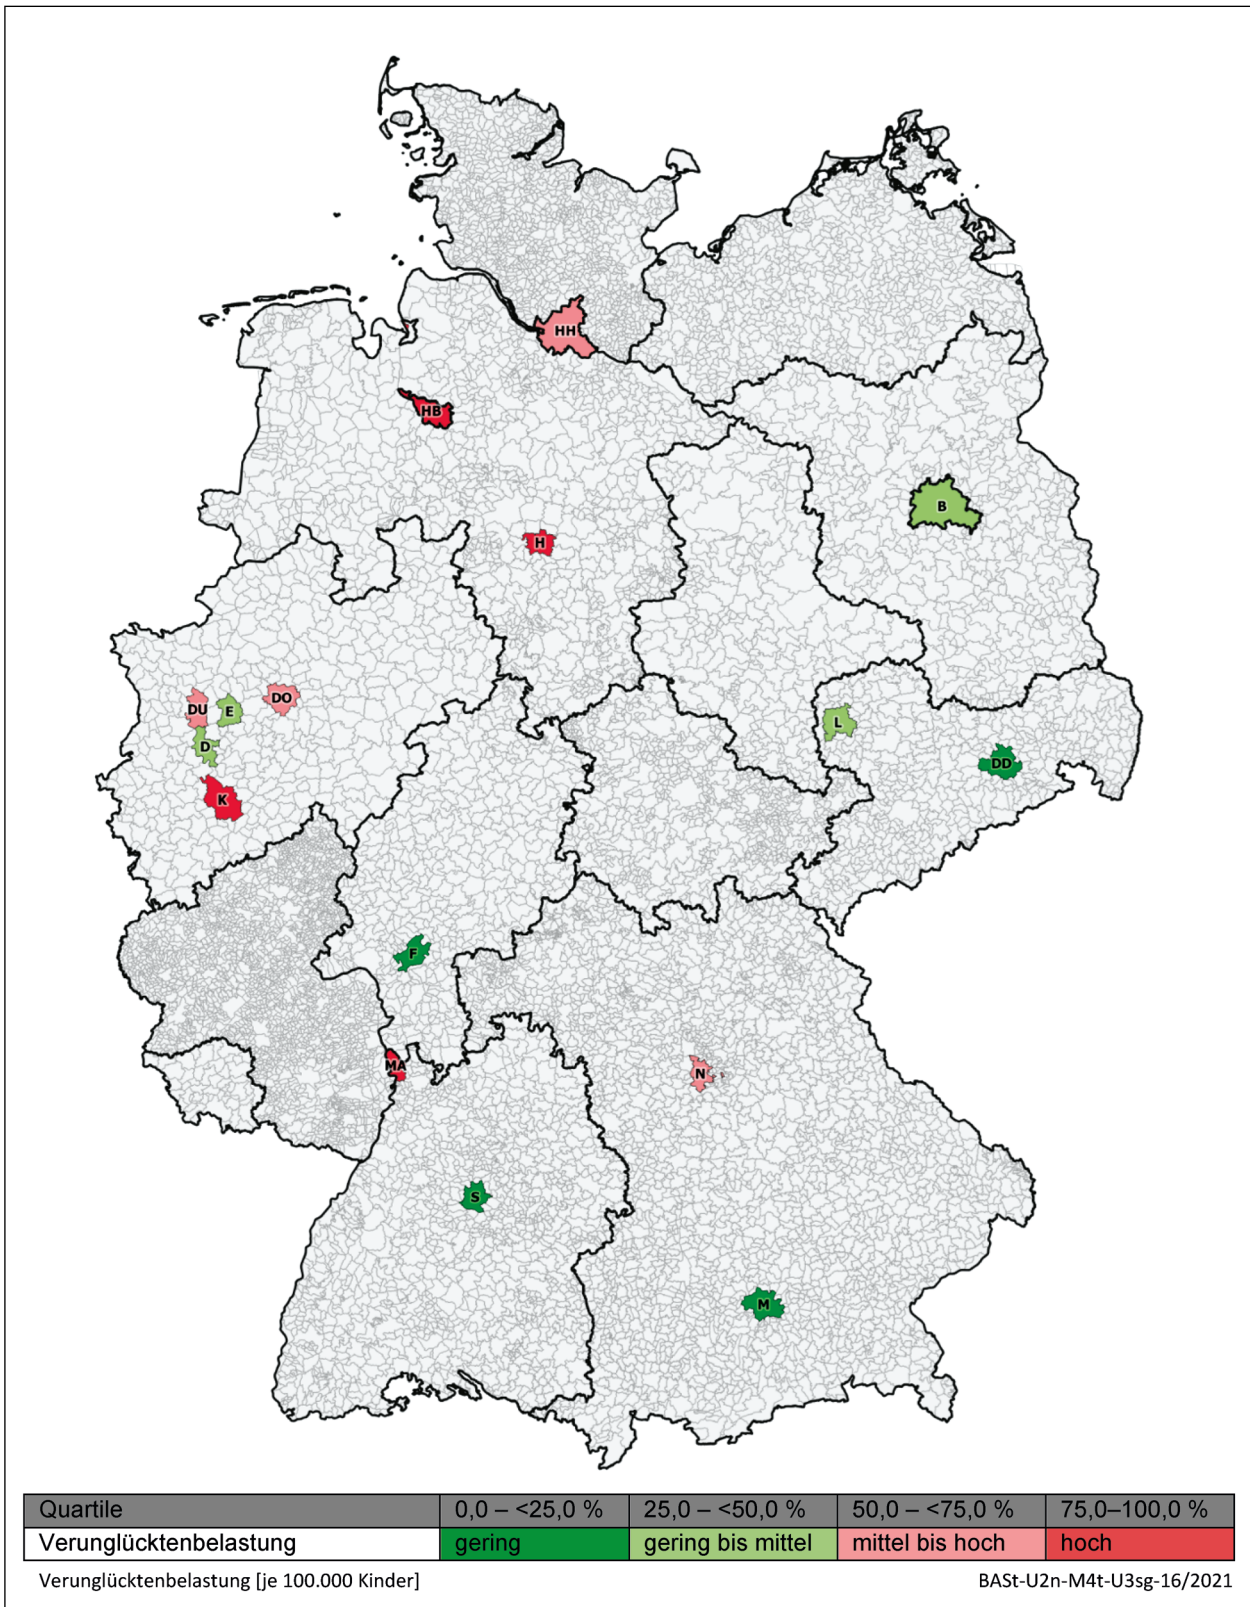 HH
HB
B
H
DU
E
DO
D
K
L
DD
F
MA
N
S
M
Quartile 0,0 – <25,0 % 25,0 – <50,0 % 50,0 – <75,0 % 75,0–100,0 %
Verunglücktenbelastung gering gering bis mittel mittel bis hoch hoch
Verunglücktenbelastung [je 100.000 Kinder] BASt-U2n-M4t-U3sg-16/2021